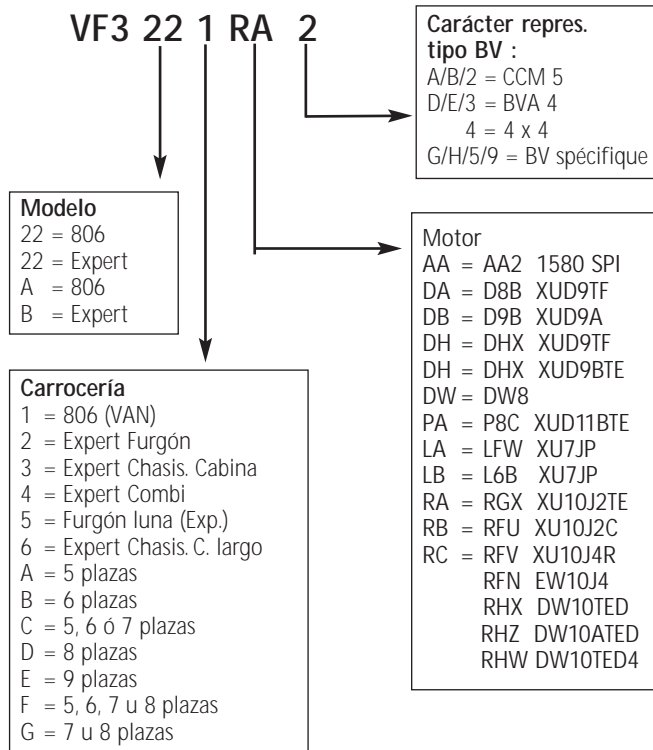 VF3 22 1 RA 2
Carácter repres.
tipo BV :
A/B/2 = CCM 5
D/E/3 = BVA 4
4 = 4 x 4
G/H/5/9 = BV spécifique
Modelo
22 = 806
22 = Expert
A = 806
B = Expert
Motor
AA = AA2 1580 SPI
DA = D8B XUD9TF
DB = D9B XUD9A
DH = DHX XUD9TF
DH = DHX XUD9BTE
DW = DW8
PA = P8C XUD11BTE
LA = LFW XU7JP
LB = L6B XU7JP
RA = RGX XU10J2TE
RB = RFU XU10J2C
RC = RFV XU10J4R
RFN EW10J4
RHX DW10TED
RHZ DW10ATED
RHW DW10TED4
Carrocería
1 = 806 (VAN)
2 = Expert Furgón
3 = Expert Chasis. Cabina
4 = Expert Combi
5 = Furgón luna (Exp.)
6 = Expert Chasis. C. largo
A = 5 plazas
B = 6 plazas
C = 5, 6 ó 7 plazas
D = 8 plazas
E = 9 plazas
F = 5, 6, 7 u 8 plazas
G = 7 u 8 plazas